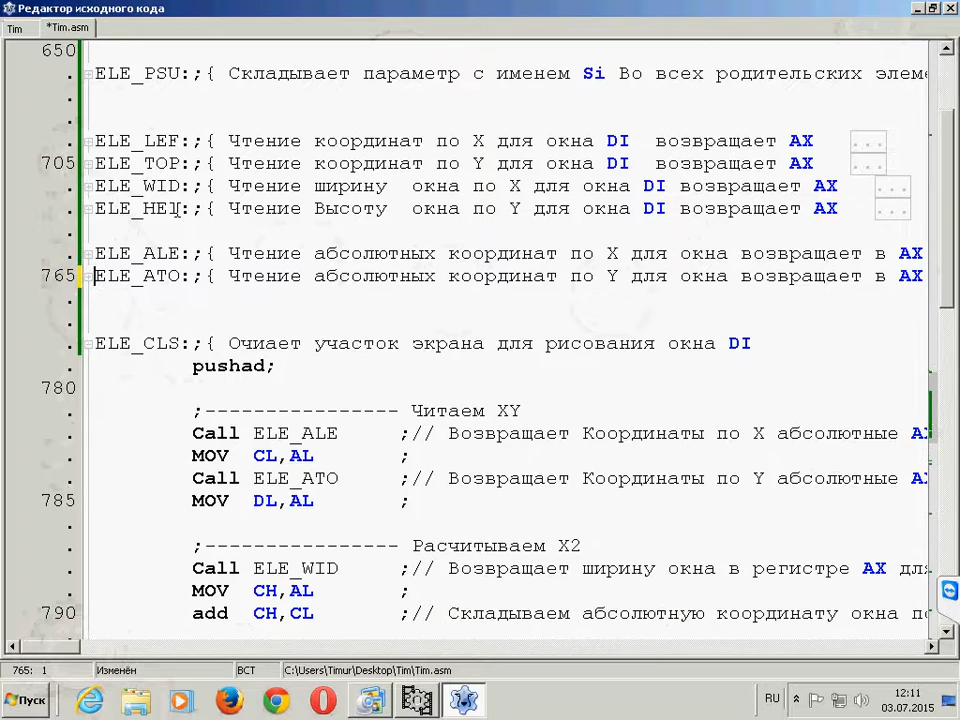 Редактор исходного кода
Tim *Tim.asm
650
ELE_PSU:;{ Складывает параметр с именем Si Во всех родительских элеме
ELE_LEF:;{ Чтение координат по X для окна DI возвращает AX ...
705 ELE_TOP:;{ Чтение координат по Y для окна DI возвращает AX ...
ELE_WID:;{ Чтение ширину окна по X для окна DI возвращает AX ...
ELE_HEI:;{ Чтение Высоту окна по Y для окна DI возвращает AX ...
ELE_ALE:;{ Чтение абсолютных координат по X для окна возвращает в AX
765 ELE_ATO:;{ Чтение абсолютных координат по Y для окна возвращает в AX
ELE_CLS:;{ Очиает участок экрана для рисования окна DI
pushad;
780
;---------------- Читаем XY
Call ELE_ALE ;// Возвращает Координаты по X абсолютные AX
MOV CL,AL ;
Call ELE_ATO ;// Возвращает Координаты по Y абсолютные AX
785 MOV DL,AL ;
;---------------- Расчитываем X2
Call ELE_WID ;// Возвращает ширину окна в регистре AX для
MOV CH,AL ;
790 add CH,CL ;// Складываем абсолютную координату окна по
765: 1 Изменён ВСТ C:\Users\Timur\Desktop\Tim\Tim.asm
Пуск RU 12:11
03.07.2015